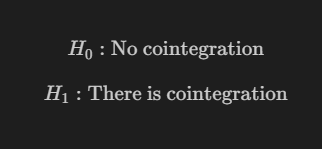 H₀ : No cointegration
H₁ : There is cointegration